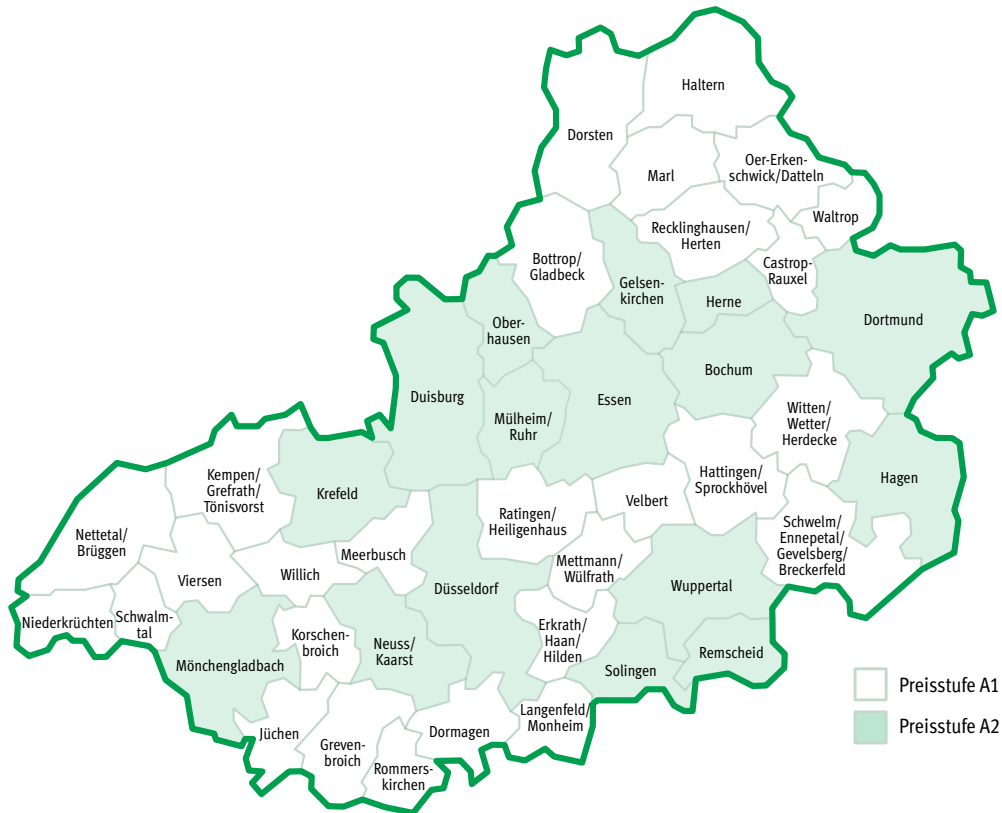 Haltern
Dorsten
Oer-Erken-
schwick/Datteln
Marl
Waltrop
Recklinghausen/
Herten
Bottrop/
Gladbeck
Castrop-
Rauxel
Gelsen-
kirchen
Herne
Dortmund
Ober-
hausen
Bochum
Duisburg
Essen
Mülheim/
Ruhr
Witten/
Wetter/
Herdecke
Kempen/
Grefrath/
Tönisvorst
Krefeld
Hattingen/
Sprockhövel
Hagen
Velbert
Ratingen/
Heiligenhaus
Nettetal/
Brüggen
Schwelm/
Ennepetal/
Gevelsberg/
Breckerfeld
Meerbusch
Viersen
Willich
Mettmann/
Wülfrath
Düsseldorf
Wuppertal
Niederkrüchten
Schwalm-
tal
Korschen-
broich
Neuss/
Kaarst
Erkrath/
Haan/
Hilden
Mönchengladbach
Solingen
Remscheid
Preisstufe A1
Langenfeld/
Monheim
Preisstufe A2
Jüchen
Dormagen
Greven-
broich
Rommers-
kirchen